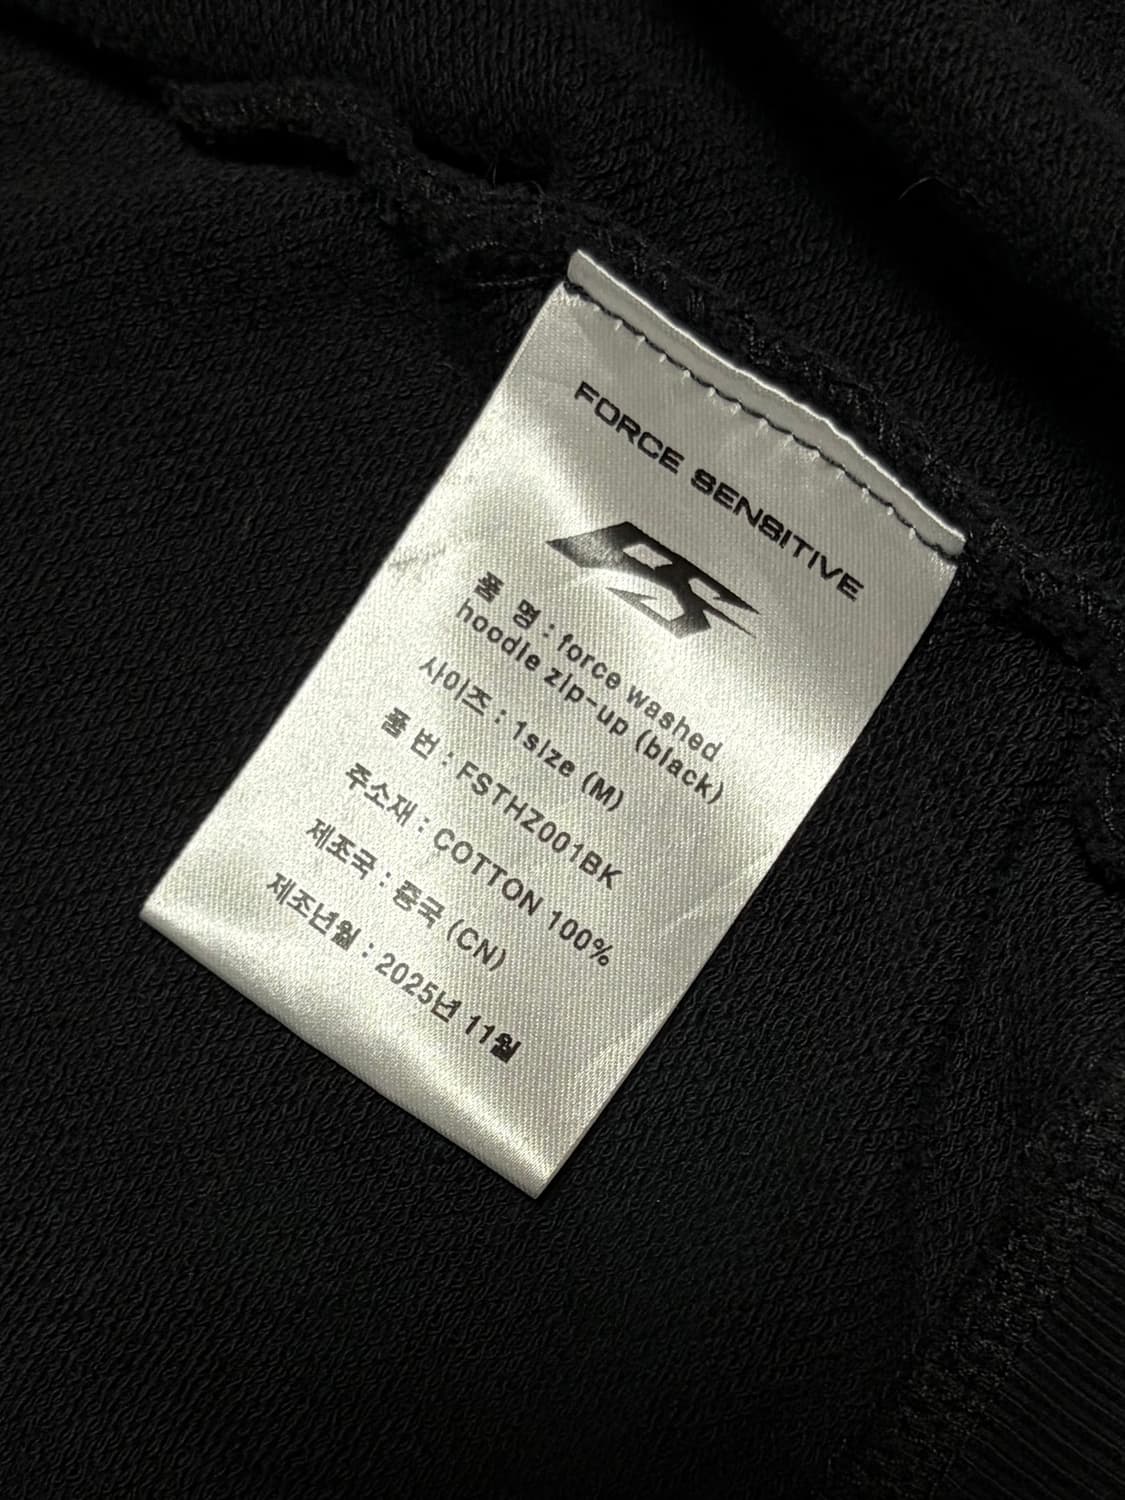 FORCE SENSITIVE
FS
품 명 : force washed
hoodie zip-up (black)
사이즈 : 1size (M)
품 번 : FSTHZ001BK
주소재 : COTTON 100%
제조국 : 중국 (CN)
제조년월 : 2025년 11월